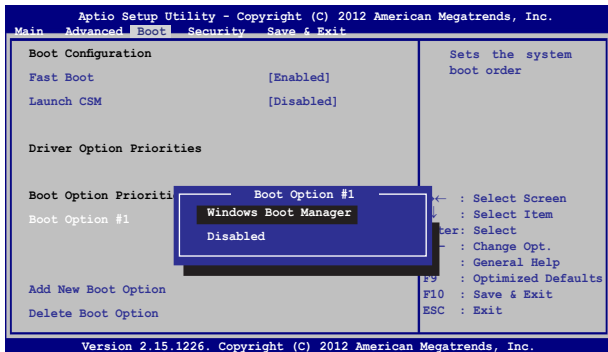 Aptio Setup Utility - Copyright (C) 2012 American Megatrends, Inc.
Main Advanced Boot Security Save & Exit
Boot Configuration
Fast Boot [Enabled]
Launch CSM [Disabled]
Driver Option Priorities
Boot Option Prioriti
Boot Option #1
Add New Boot Option
Delete Boot Option
Boot Option #1
Windows Boot Manager
Disabled
Sets the system
boot order
→← : Select Screen
↓ : Select Item
ter: Select
— : Change Opt.
: General Help
F9 : Optimized Defaults
F10 : Save & Exit
ESC : Exit
Version 2.15.1226. Copyright (C) 2012 American Megatrends, Inc.